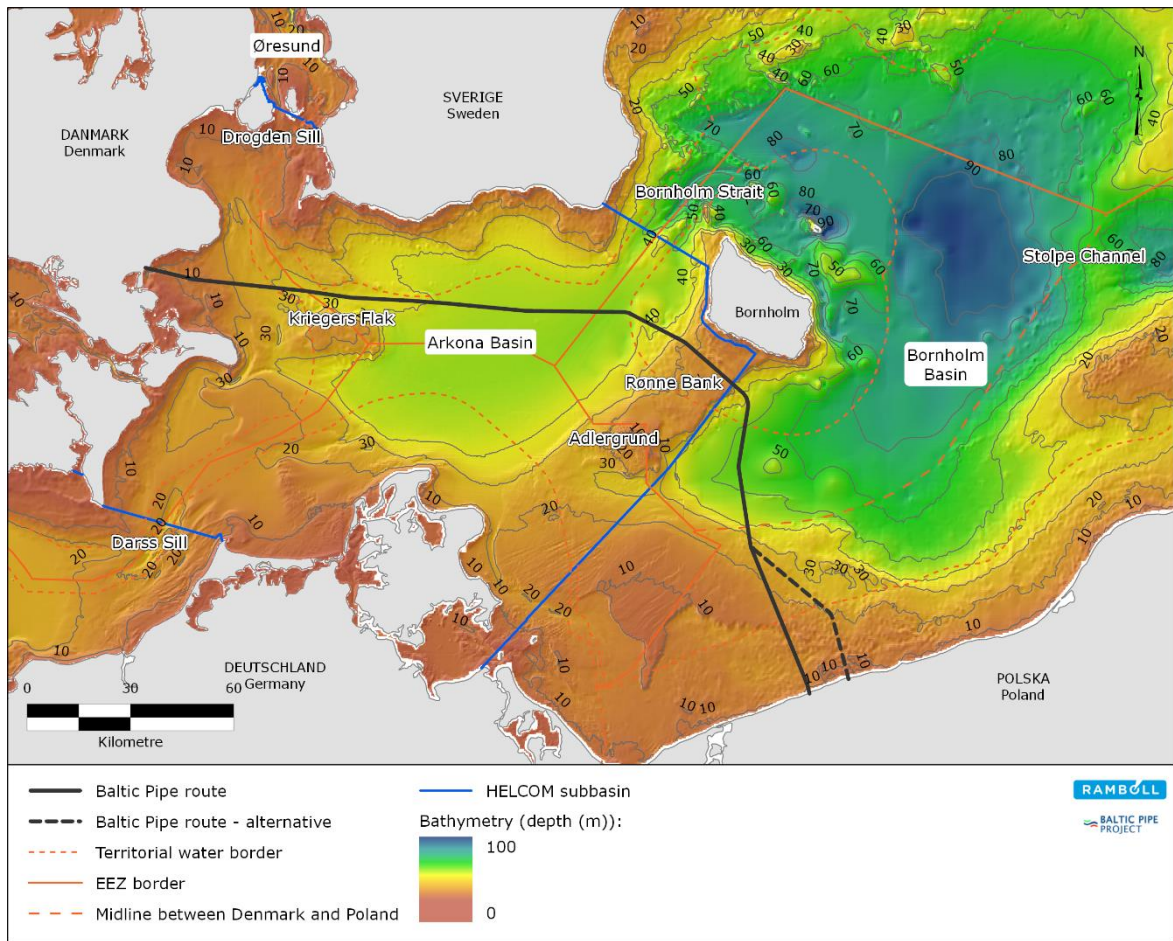 Øresund
SVERIGE
Sweden
DANMARK
Denmark
Drogden Sill
N
Bornholm Strait
Stolpe Channel
Kriegers Flak
Arkona Basin
Bornholm
Bornholm
Basin
Rønne Bank
Adlergrund
Darss Sill
DEUTSCHLAND
Germany
POLSKA
Poland
0 30 60
Kilometre
Baltic Pipe route
Baltic Pipe route - alternative
Territorial water border
EEZ border
Midline between Denmark and Poland
HELCOM subbasin
Bathymetry (depth (m)):
100
0
RAMBOLL
BALTIC PIPE
PROJECT